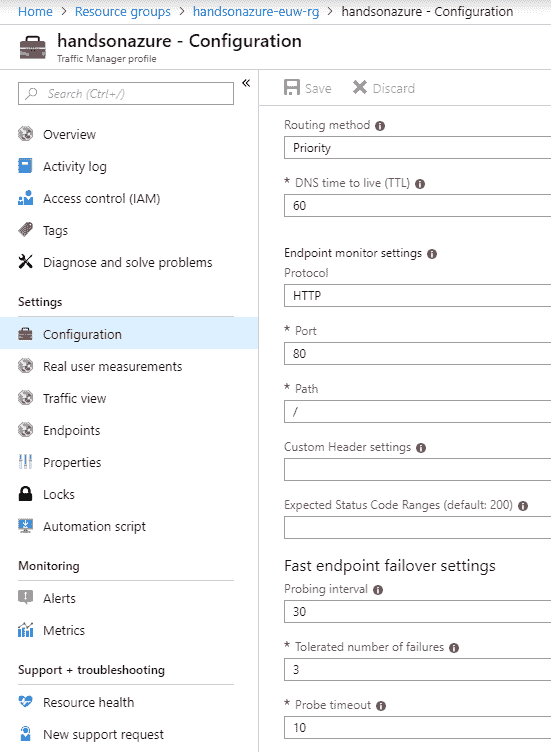 Home > Resource groups > handsonazure-euw-rg > handsonazure - Configuration
handsonazure - Configuration
Traffic Manager profile
«
Search (Ctrl+/)
Overview
Activity log
Access control (IAM)
Tags
Diagnose and solve problems
Settings
Configuration
Real user measurements
Traffic view
Endpoints
Properties
Locks
Automation script
Monitoring
Alerts
Metrics
Support + troubleshooting
Resource health
New support request
Save Discard
Routing method
Priority
* DNS time to live (TTL)
60
Endpoint monitor settings
Protocol
HTTP
* Port
80
* Path
/
Custom Header settings
Expected Status Code Ranges (default: 200)
Fast endpoint failover settings
Probing interval
30
* Tolerated number of failures
3
* Probe timeout
10